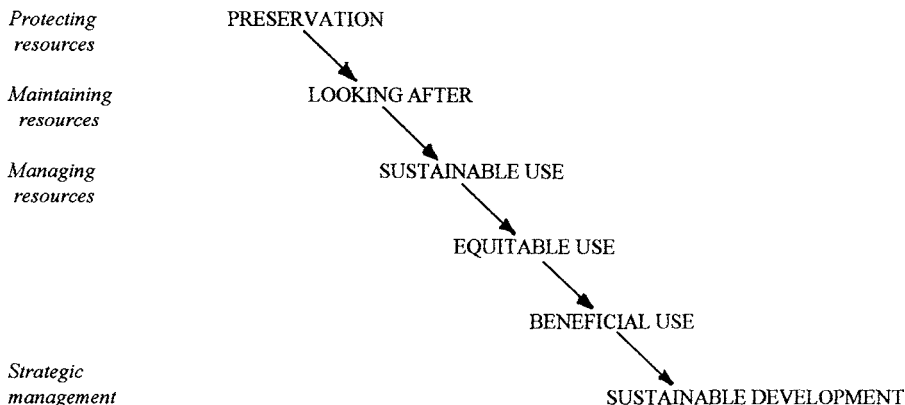 Protecting
resources
PRESERVATION
Maintaining
resources
LOOKING AFTER
Managing
resources
SUSTAINABLE USE
EQUITABLE USE
BENEFICIAL USE
Strategic
management
SUSTAINABLE DEVELOPMENT